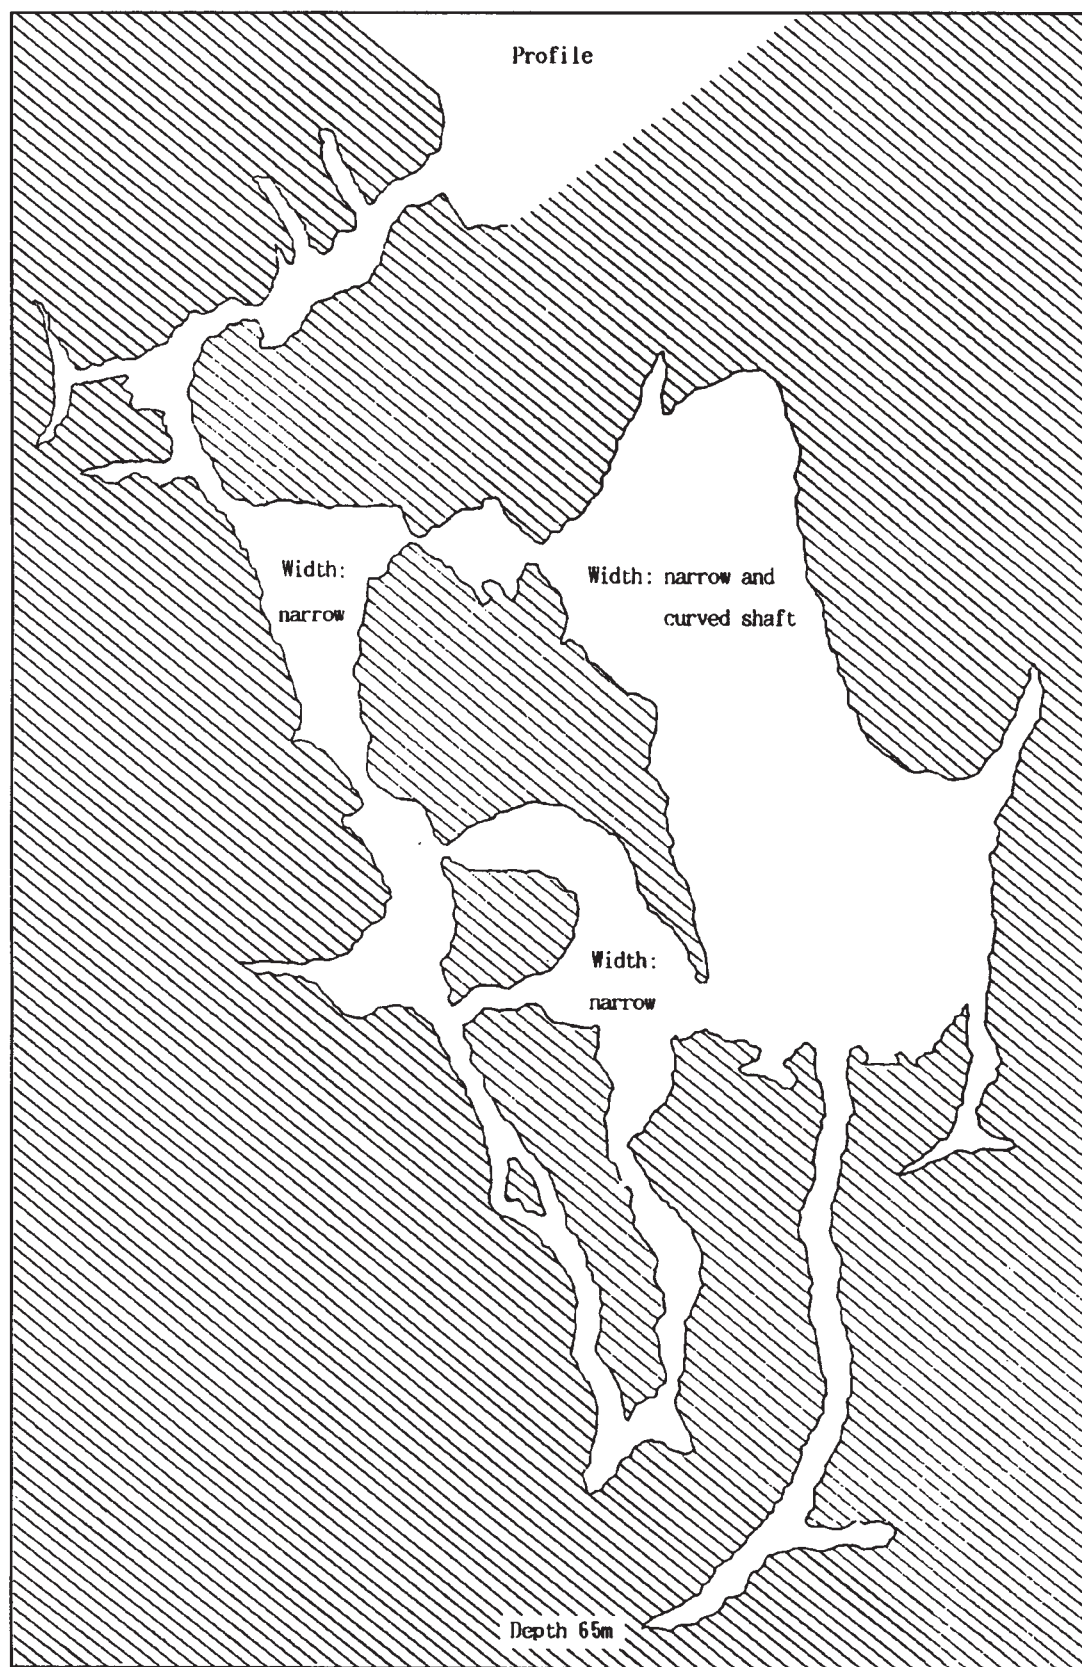 Profile
Width:
narrow
Width: narrow and
curved shaft
Width:
narrow
Depth 65m